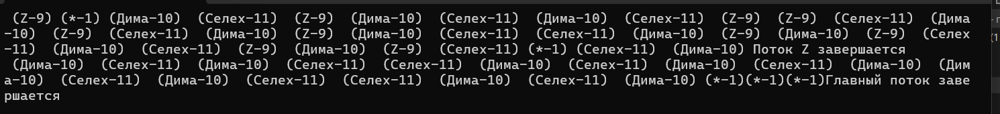 (Z-9) (*-1) (Дима-10)  (Селех-11)  (Z-9)  (Дима-10)  (Селех-11)  (Дима-10)  (Селех-11)  (Z-9)  (Z-9)  (Селех-11)  (Дима
-10)  (Z-9)  (Селех-11)  (Дима-10)  (Z-9)  (Дима-10)  (Селех-11)  (Селех-11)  (Дима-10)  (Z-9)  (Дима-10)  (Z-9)  (Селех
-11)  (Дима-10)  (Селех-11)  (Z-9)  (Дима-10)  (Z-9)  (Селех-11) (*-1) (Селех-11)  (Дима-10) Поток Z завершается
(Дима-10)  (Селех-11)  (Дима-10)  (Селех-11)  (Селех-11)  (Дима-10)  (Селех-11)  (Дима-10)  (Селех-11)  (Дима-10)  (Дим
а-10)  (Селех-11)  (Дима-10)  (Селех-11)  (Селех-11)  (Дима-10)  (Селех-11)  (Дима-10) (*-1)(*-1)(*-1)Главный поток заве
ршается